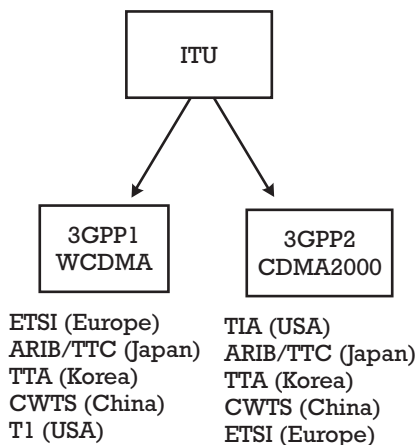 ITU
3GPP1
WCDMA
3GPP2
CDMA2000
ETSI (Europe)
ARIB/TTC (Japan)
TTA (Korea)
CWTS (China)
T1 (USA)
TIA (USA)
ARIB/TTC (Japan)
TTA (Korea)
CWTS (China)
ETSI (Europe)